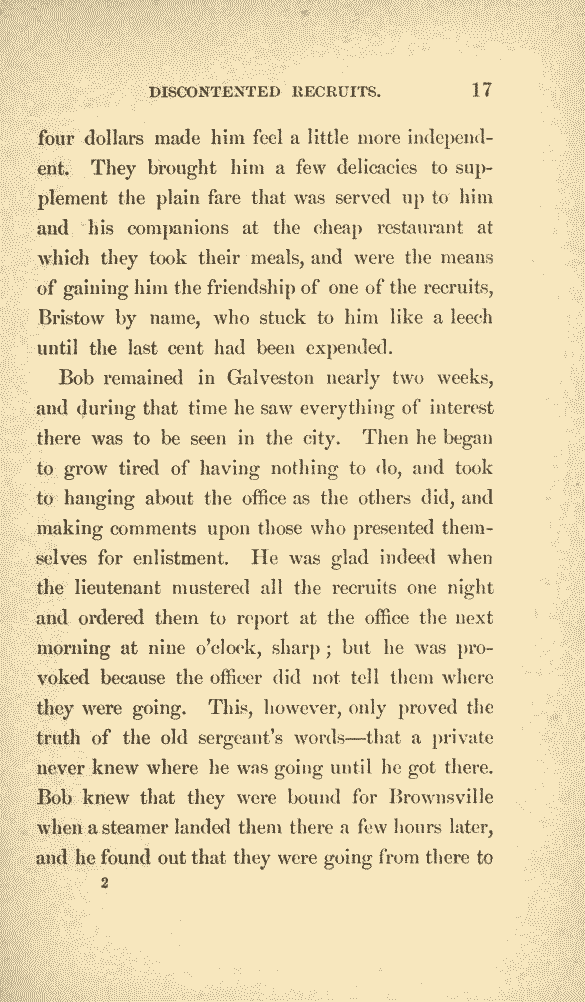 DISCONTENTED RECRUITS. 17
four dollars made him feel a little more independ-
ent. They brought him a few delicacies to sup-
plement the plain fare that was served up to him
and his companions at the cheap restaurant at
which they took their meals, and were the means
of gaining him the friendship of one of the recruits,
Bristow by name, who stuck to him like a leech
until the last cent had been expended.
Bob remained in Galveston nearly two weeks,
and during that time he saw everything of interest
there was to be seen in the city. Then he began
to grow tired of having nothing to do, and took
to hanging about the office as the others did, and
making comments upon those who presented them-
selves for enlistment. He was glad indeed when
the lieutenant mustered all the recruits one night
and ordered them to report at the office the next
morning at nine o'clock, sharp; but he was pro-
voked because the officer did not tell them where
they were going. This, however, only proved the
truth of the old sergeant's words—that a private
never knew where he was going until he got there.
Bob knew that they were bound for Brownsville
when a steamer landed them there a few hours later,
and he found out that they were going from there to
2